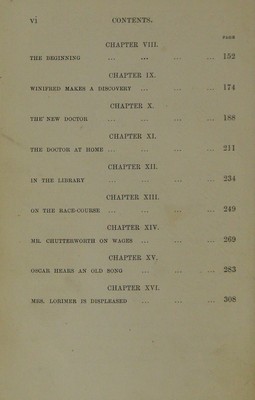 vi CONTENTS.
PAGE
CHAPTER VIII.
THE BEGINNING ... ... ... ... 152
CHAPTER IX.
WINIFRED MAKES A DISCOVERY ... ... ... 174
CHAPTER X.
THE NEW DOCTOR ... ... ... ... 188
CHAPTER XI.
THE DOCTOR AT HOME ... ... ... ... 211
CHAPTER XII.
IN THE LIBRARY ... ... ... ... 234
CHAPTER XIII.
ON THE RACE-COURSE ... ... ... ... 249
CHAPTER XIV.
MR. CHUTTERWORTH ON WAGES ... ... ... 269
CHAPTER XV.
OSCAR HEARS AN OLD SONG ... ... ... 283
CHAPTER XVI.
MRS. LORIMER IS DISPLEASED ... ... ... 308